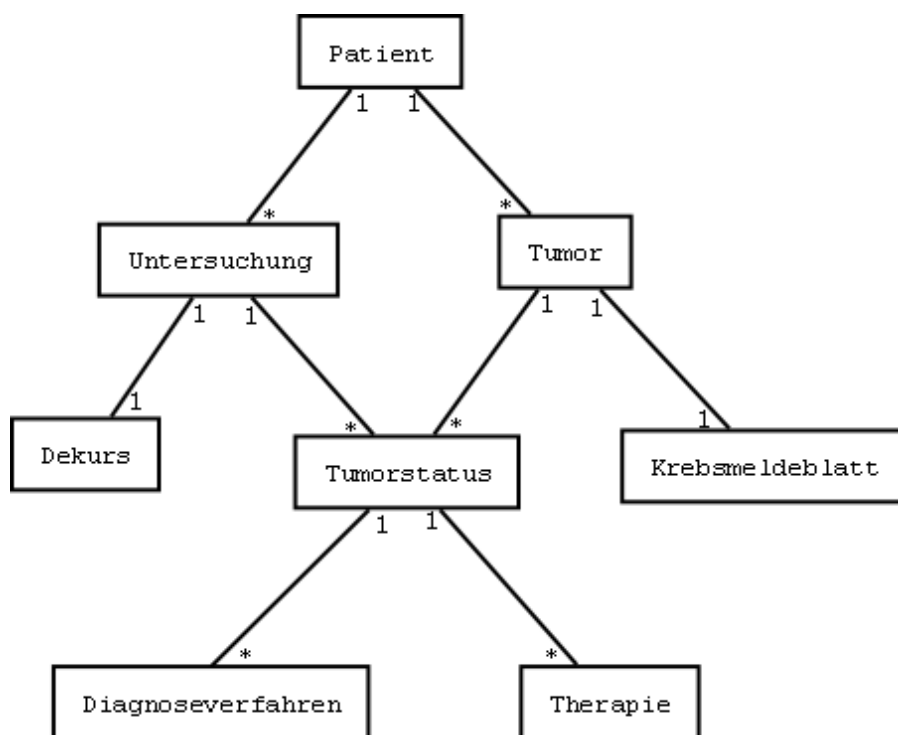 Patient
1 1
* *
Untersuchung
Tumor
1 1
1 1
1
* *
1
Dekurs
Tumorstatus
Krebsmeldeblatt
1 1
* *
Diagnoseverfahren
Therapie